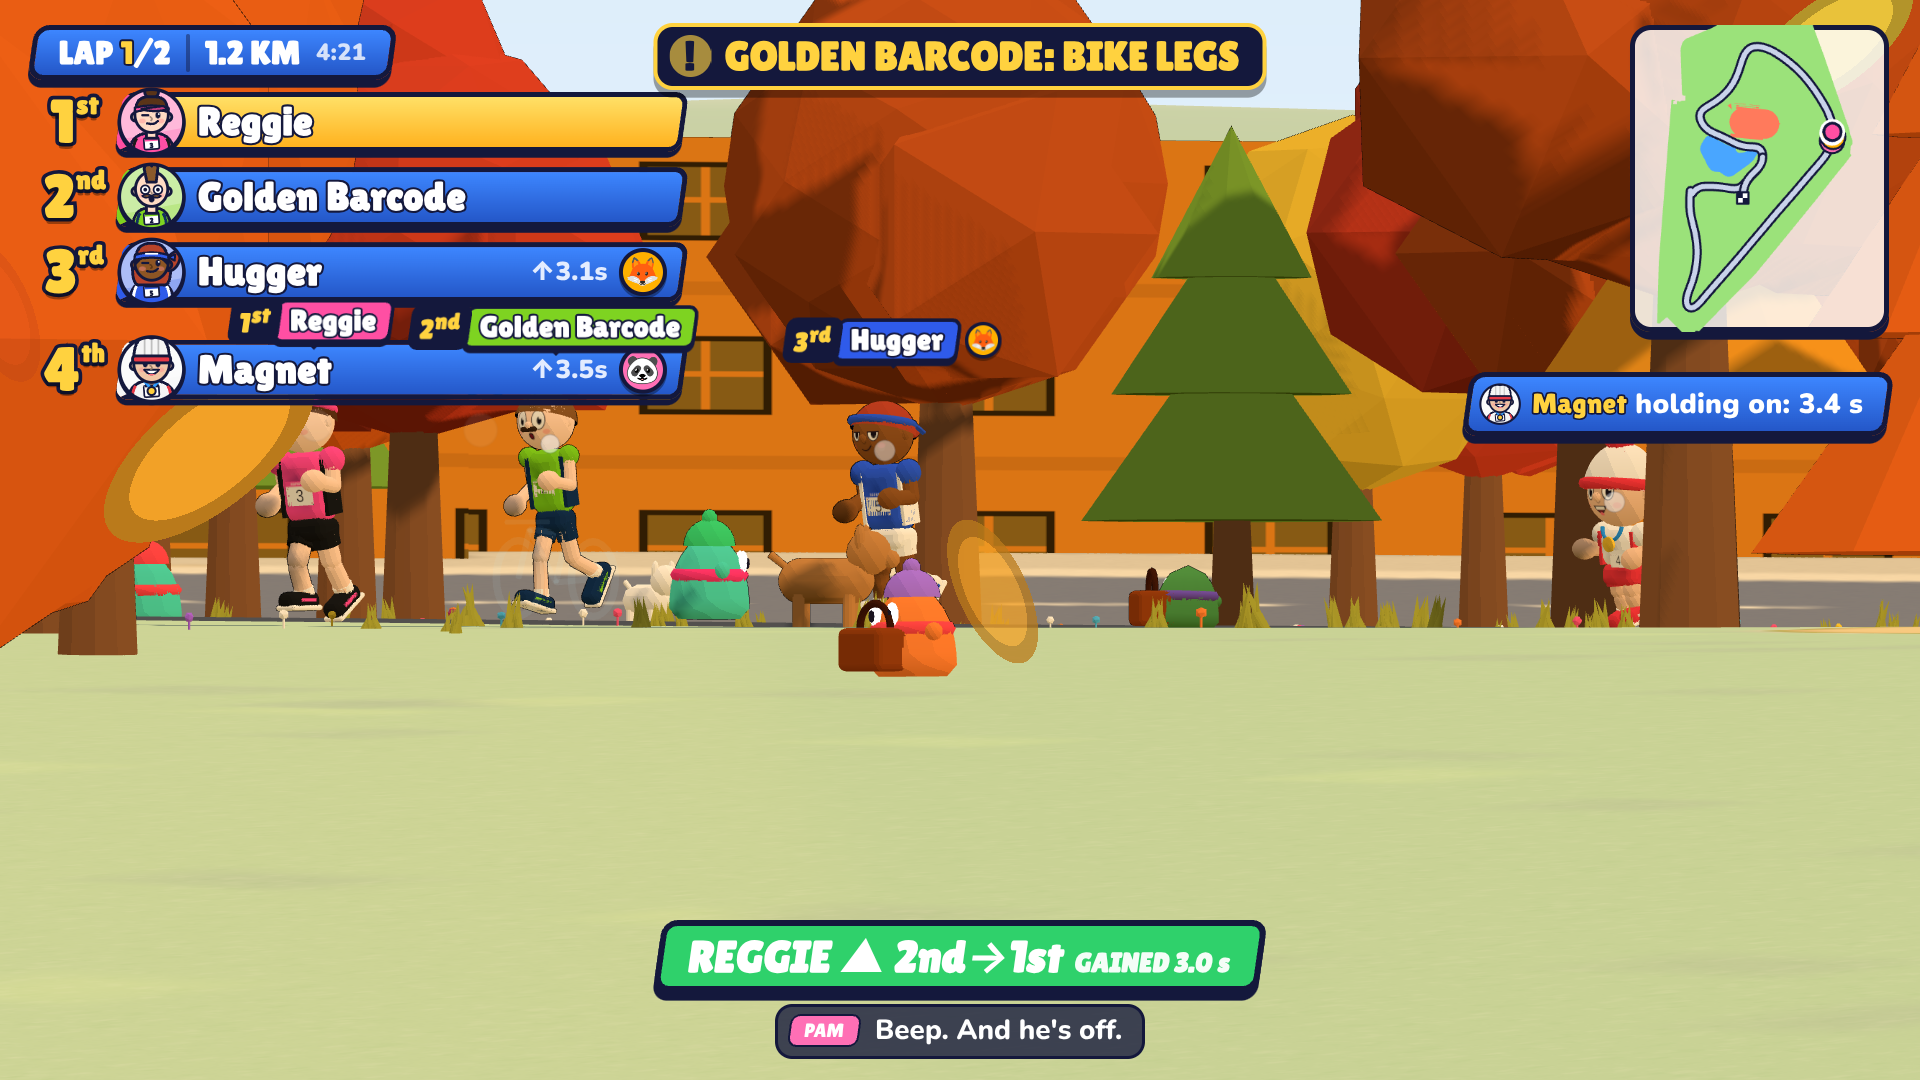 LAP 1/2 1.2 KM 4:21
! GOLDEN BARCODE: BIKE LEGS
1st Reggie
2nd Golden Barcode
3rd Hugger ↑3.1s
1st Reggie 2nd Golden Barcode
3rd Hugger
4th Magnet ↑3.5s
Magnet holding on: 3.4 s
3
4
REGGIE ▲ 2nd→1st GAINED 3.0 s
PAM Beep. And he's off.